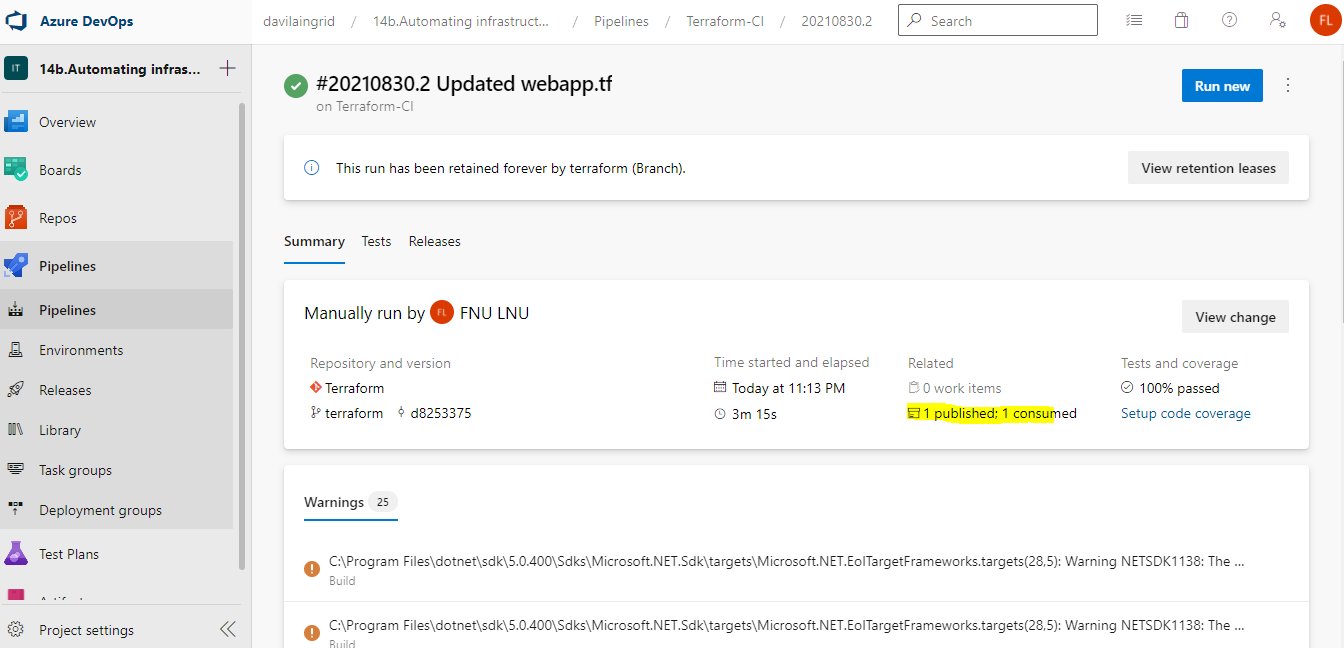 Azure DevOps
davilaingrid / 14b.Automating infrastruct... / Pipelines / Terraform-CI / 20210830.2
Search
FL
IT
14b.Automating infras...
Overview
Boards
Repos
Pipelines
Pipelines
Environments
Releases
Library
Task groups
Deployment groups
Test Plans
Project settings
#20210830.2 Updated webapp.tf
on Terraform-CI
Run new
This run has been retained forever by terraform (Branch).
View retention leases
Summary Tests Releases
Manually run by FL FNU LNU
View change
Repository and version
Terraform
terraform d8253375
Time started and elapsed
Today at 11:13 PM
3m 15s
Related
0 work items
1 published; 1 consumed
Tests and coverage
100% passed
Setup code coverage
Warnings 25
C:\Program Files\dotnet\sdk\5.0.400\Sdks\Microsoft.NET.Sdk\targets\Microsoft.NET.EolTargetFrameworks.targets(28,5): Warning NETSDK1138: The ...
Build
C:\Program Files\dotnet\sdk\5.0.400\Sdks\Microsoft.NET.Sdk\targets\Microsoft.NET.EolTargetFrameworks.targets(28,5): Warning NETSDK1138: The ...
Build